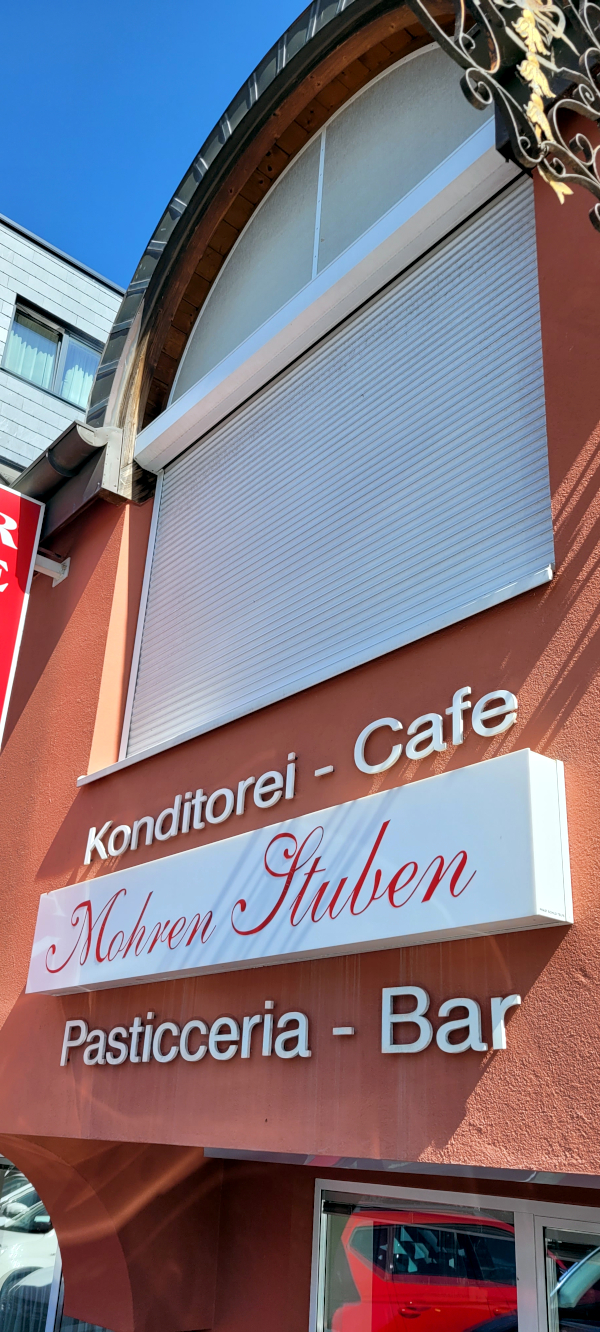 R
E
Konditorei - Cafe
Mohren Stuben
Pasticceria - Bar